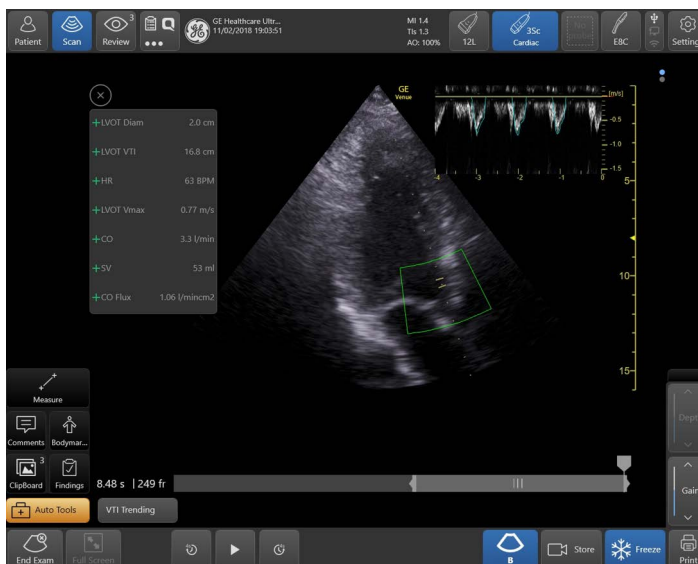 GE Healthcare Ultr...
11/02/2018 19:03:51
MI 1.4
TIs 1.3
AO: 100%
Patient
Scan
Review
3
Q
12L
3Sc
Cardiac
No
E8C
Setting
GE
Venue
[m/s]
-0.5
-1.0
-1.5
-4 -3 -2 -1 0
LVOT Diam 2.0 cm
LVOT VTI 16.8 cm
HR 63 BPM
LVOT Vmax 0.77 m/s
CO 3.3 l/min
SV 53 ml
CO Flux 1.06 l/mincm2
5
10
15
Measure
Comments
Bodymar...
ClipBoard
3
Findings
8.48 s | 249 fr
Auto Tools
VTI Trending
Dept
Gain
End Exam
Full Screen
B
Store
Freeze
Print